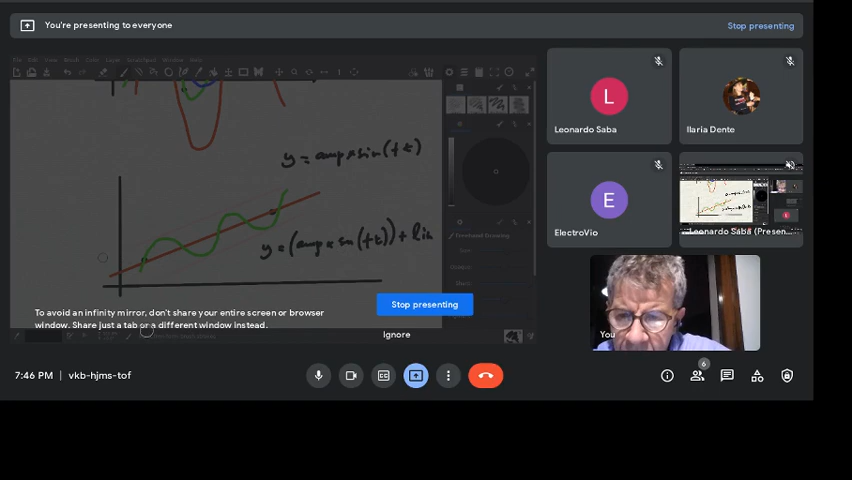 You're presenting to everyone
Stop presenting
y = amp * sin(f t)
y = (amp * sin(f t)) + lin
To avoid an infinity mirror, don't share your entire screen or browser
window. Share just a tab or a different window instead.
Stop presenting
Ignore
Leonardo Saba
Ilaria Dente
ElectroVio
Leonardo Saba (Presen...
You
7:46 PM | vkb-hjms-tof
6